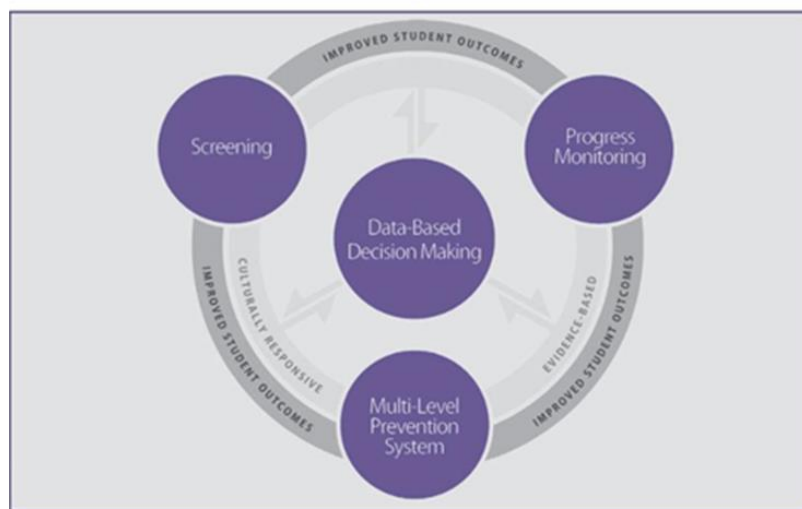 IMPROVED STUDENT OUTCOMES
Screening
Progress
Monitoring
Data-Based
Decision Making
IMPROVED STUDENT OUTCOMES
CULTURALLY RESPONSIVE
EVIDENCE-BASED
IMPROVED STUDENT OUTCOMES
Multi-Level
Prevention
System